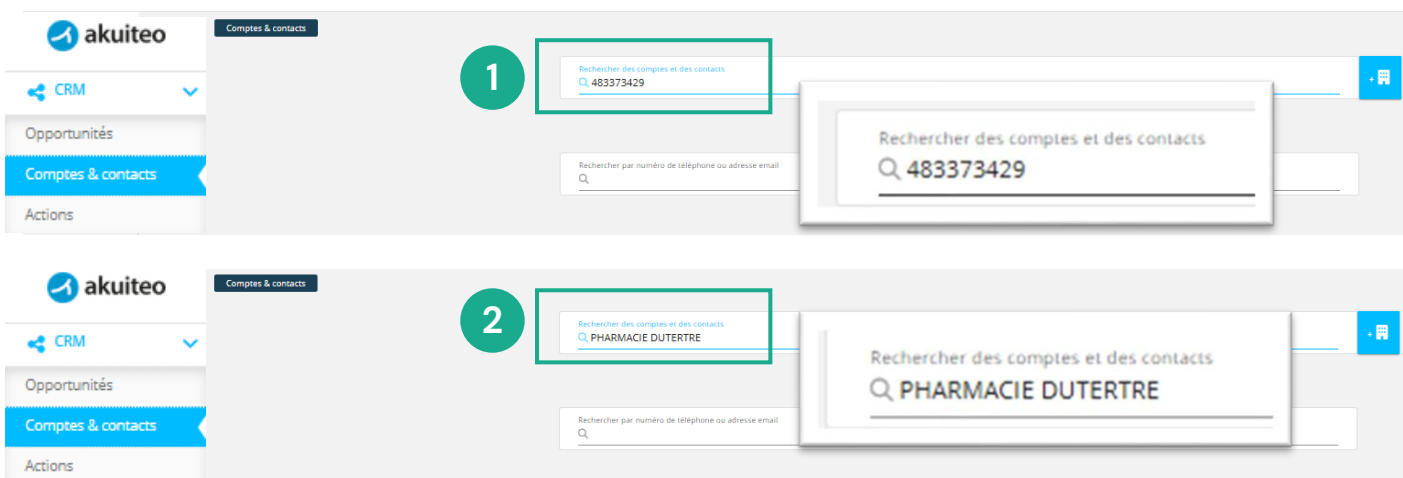 akuiteo
Comptes & contacts
1
Rechercher des comptes et des contacts
483373429
+
CRM
Opportunités
Rechercher des comptes et des contacts
483373429
Comptes & contacts
Rechercher par numéro de téléphone ou adresse email
Actions
akuiteo
Comptes & contacts
2
Rechercher des comptes et des contacts
PHARMACIE DUTERTRE
+
CRM
Opportunités
Rechercher des comptes et des contacts
PHARMACIE DUTERTRE
Comptes & contacts
Rechercher par numéro de téléphone ou adresse email
Actions